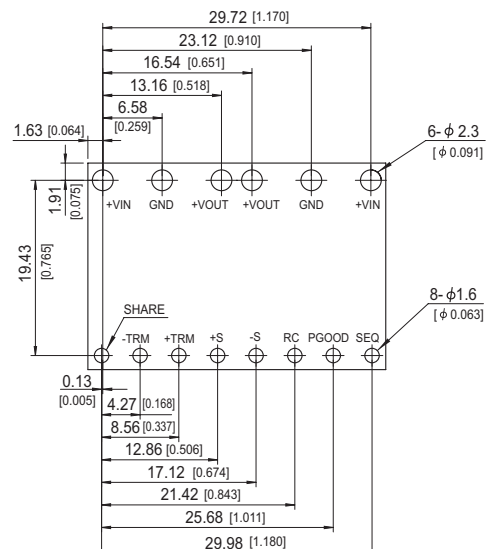 29.72 [1.170]
23.12 [0.910]
16.54 [0.651]
13.16 [0.518]
6.58
[0.259]
1.63 [0.064]
6-ϕ2.3
[ϕ0.091]
1.91
[0.075]
+VIN GND +VOUT +VOUT GND +VIN
19.43
[0.765]
8-ϕ1.6
[ϕ0.063]
SHARE
-TRM +TRM +S -S RC PGOOD SEQ
0.13
[0.005]
4.27 [0.168]
8.56 [0.337]
12.86 [0.506]
17.12 [0.674]
21.42 [0.843]
25.68 [1.011]
29.98 [1.180]